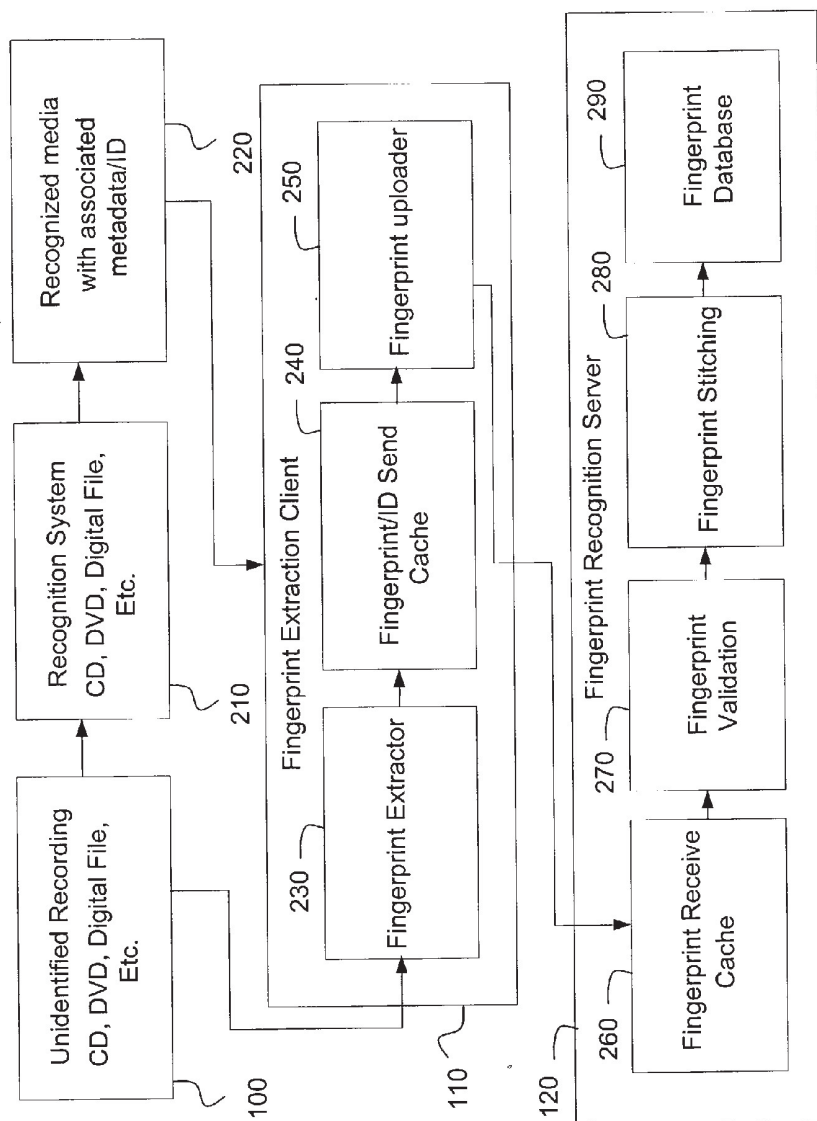 Unidentified Recording
CD, DVD, Digital File,
Etc.
100
Recognition System
CD, DVD, Digital File,
Etc.
210
Recognized media
with associated
metadata/ID
220
Fingerprint Extraction Client
110
230
Fingerprint Extractor
240
Fingerprint/ID Send
Cache
250
Fingerprint uploader
Fingerprint Recognition Server
120
260
Fingerprint Receive
Cache
270
Fingerprint
Validation
280
Fingerprint Stitching
290
Fingerprint
Database